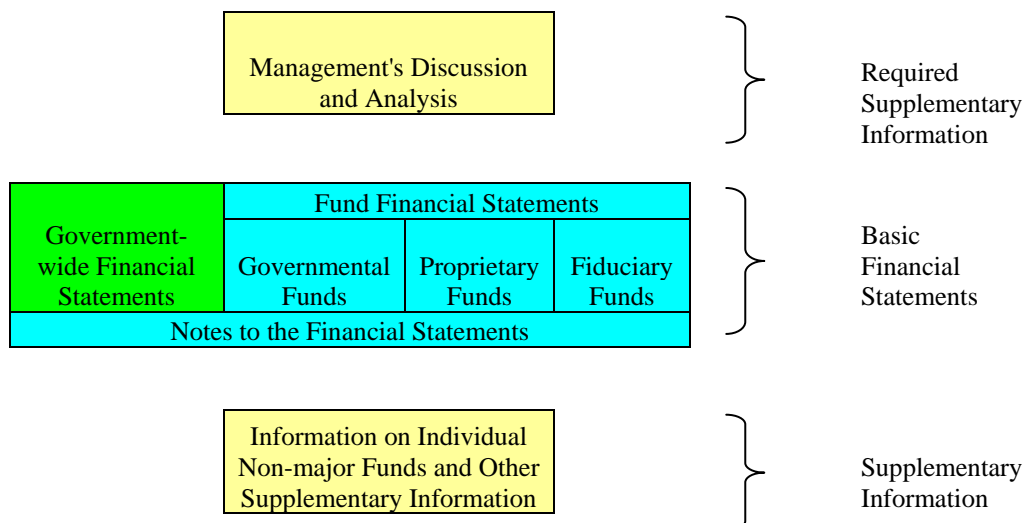 Management's Discussion
and Analysis
Required
Supplementary
Information
Government-
wide Financial
Statements
Fund Financial Statements
Governmental
Funds
Proprietary
Funds
Fiduciary
Funds
Notes to the Financial Statements
Basic
Financial
Statements
Information on Individual
Non-major Funds and Other
Supplementary Information
Supplementary
Information